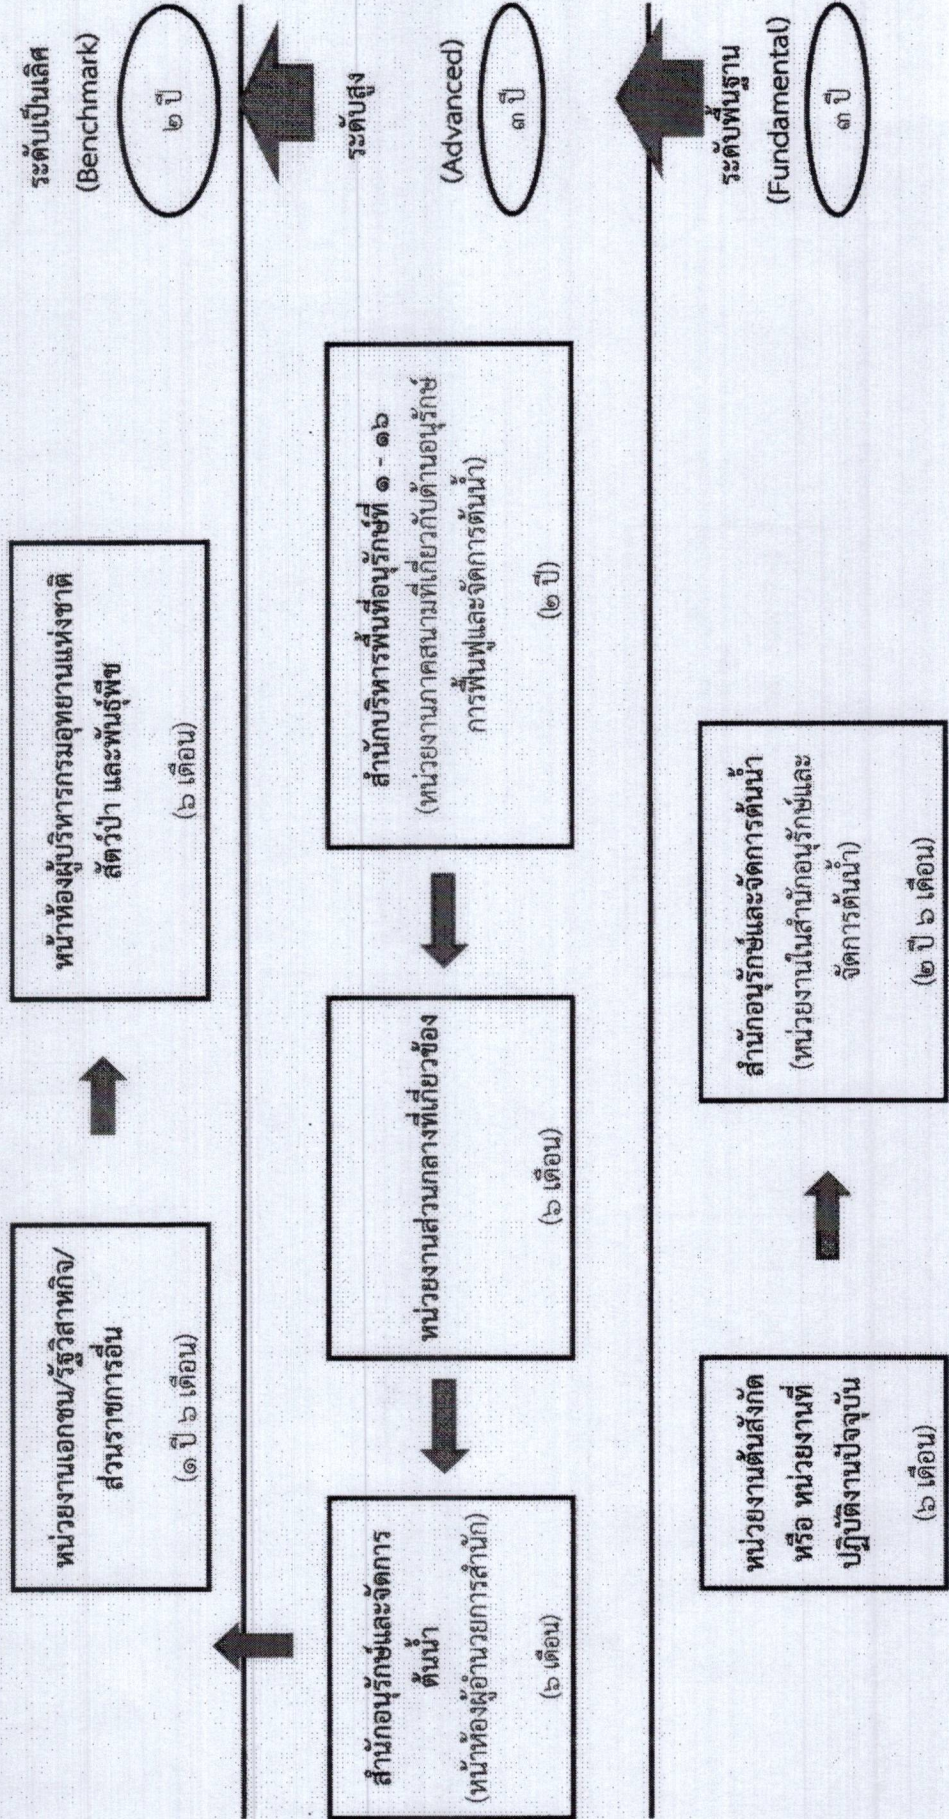 หน่วยงานเอกชน/รัฐวิสาหกิจ/
ส่วนราชการอื่น
(๑ ปี ๖ เดือน)
หน้าห้องผู้บริหารกรมอุทยานแห่งชาติ
สัตว์ป่า และพันธุ์พืช
(๖ เดือน)
ระดับเป็นเลิศ
(Benchmark)
๒ ปี
สำนักอนุรักษ์และจัดการ
ต้นน้ำ
(หน้าห้องผู้อำนวยการสำนัก)
(๖ เดือน)
หน่วยงานส่วนกลางที่เกี่ยวข้อง
(๖ เดือน)
สำนักบริหารพื้นที่อนุรักษ์ที่ ๑ - ๑๖
(หน่วยงานภาคสนามที่เกี่ยวกับด้านอนุรักษ์
การฟื้นฟูและจัดการต้นน้ำ)
(๒ ปี)
ระดับสูง
(Advanced)
๓ ปี
หน่วยงานต้นสังกัด
หรือ หน่วยงานที่
ปฏิบัติงานปัจจุบัน
(๖ เดือน)
สำนักอนุรักษ์และจัดการต้นน้ำ
(หน่วยงานในสำนักอนุรักษ์และ
จัดการต้นน้ำ)
(๒ ปี ๖ เดือน)
ระดับพื้นฐาน
(Fundamental)
๓ ปี